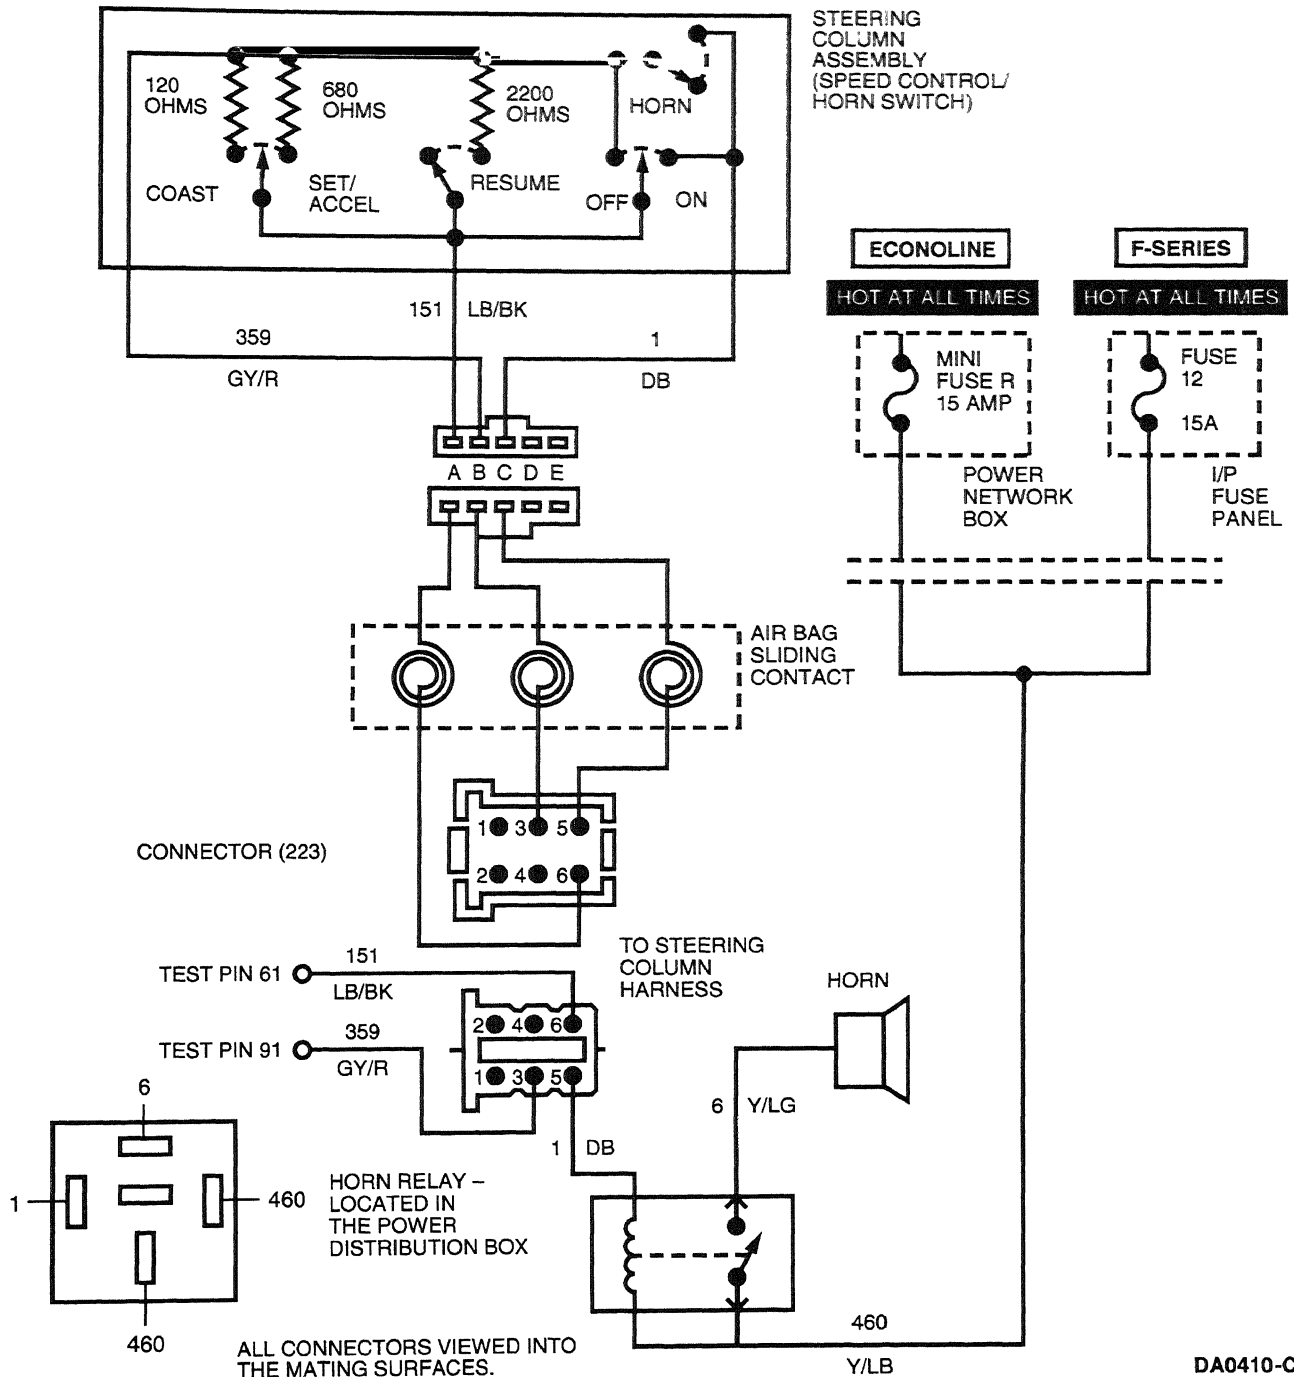 STEERING
COLUMN
ASSEMBLY
(SPEED CONTROL/
HORN SWITCH)
120
OHMS
680
OHMS
2200
OHMS
HORN
COAST
SET/
ACCEL
RESUME
OFF
ON
151
LB/BK
359
GY/R
1
DB
A B C D E
ECONOLINE
F-SERIES
HOT AT ALL TIMES
HOT AT ALL TIMES
MINI
FUSE R
15 AMP
FUSE
12
15A
POWER
NETWORK
BOX
I/P
FUSE
PANEL
AIR BAG
SLIDING
CONTACT
1 3 5
CONNECTOR (223)
2 4 6
TO STEERING
COLUMN
HARNESS
151
TEST PIN 61
LB/BK
HORN
2 4 6
359
TEST PIN 91
GY/R
1 3 5
6
6 Y/LG
1 DB
1
460
460
HORN RELAY –
LOCATED IN
THE POWER
DISTRIBUTION BOX
460
Y/LB
ALL CONNECTORS VIEWED INTO
THE MATING SURFACES.
DA0410-C